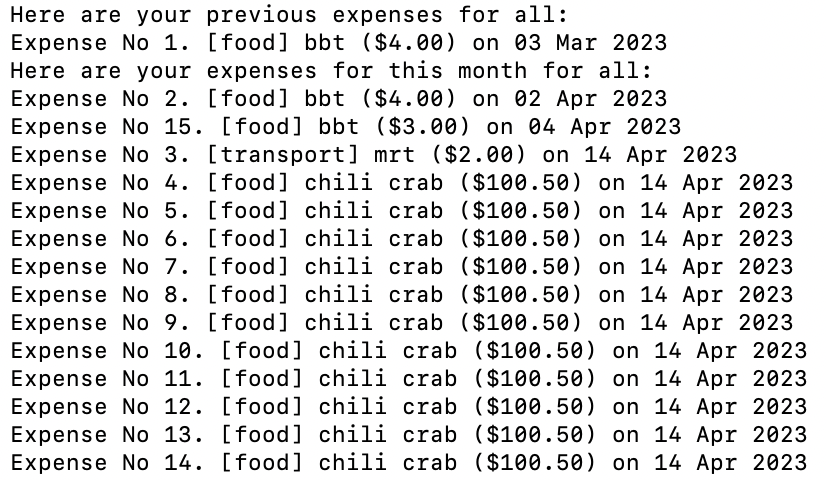 Here are your previous expenses for all:
Expense No 1. [food] bbt ($4.00) on 03 Mar 2023
Here are your expenses for this month for all:
Expense No 2. [food] bbt ($4.00) on 02 Apr 2023
Expense No 15. [food] bbt ($3.00) on 04 Apr 2023
Expense No 3. [transport] mrt ($2.00) on 14 Apr 2023
Expense No 4. [food] chili crab ($100.50) on 14 Apr 2023
Expense No 5. [food] chili crab ($100.50) on 14 Apr 2023
Expense No 6. [food] chili crab ($100.50) on 14 Apr 2023
Expense No 7. [food] chili crab ($100.50) on 14 Apr 2023
Expense No 8. [food] chili crab ($100.50) on 14 Apr 2023
Expense No 9. [food] chili crab ($100.50) on 14 Apr 2023
Expense No 10. [food] chili crab ($100.50) on 14 Apr 2023
Expense No 11. [food] chili crab ($100.50) on 14 Apr 2023
Expense No 12. [food] chili crab ($100.50) on 14 Apr 2023
Expense No 13. [food] chili crab ($100.50) on 14 Apr 2023
Expense No 14. [food] chili crab ($100.50) on 14 Apr 2023